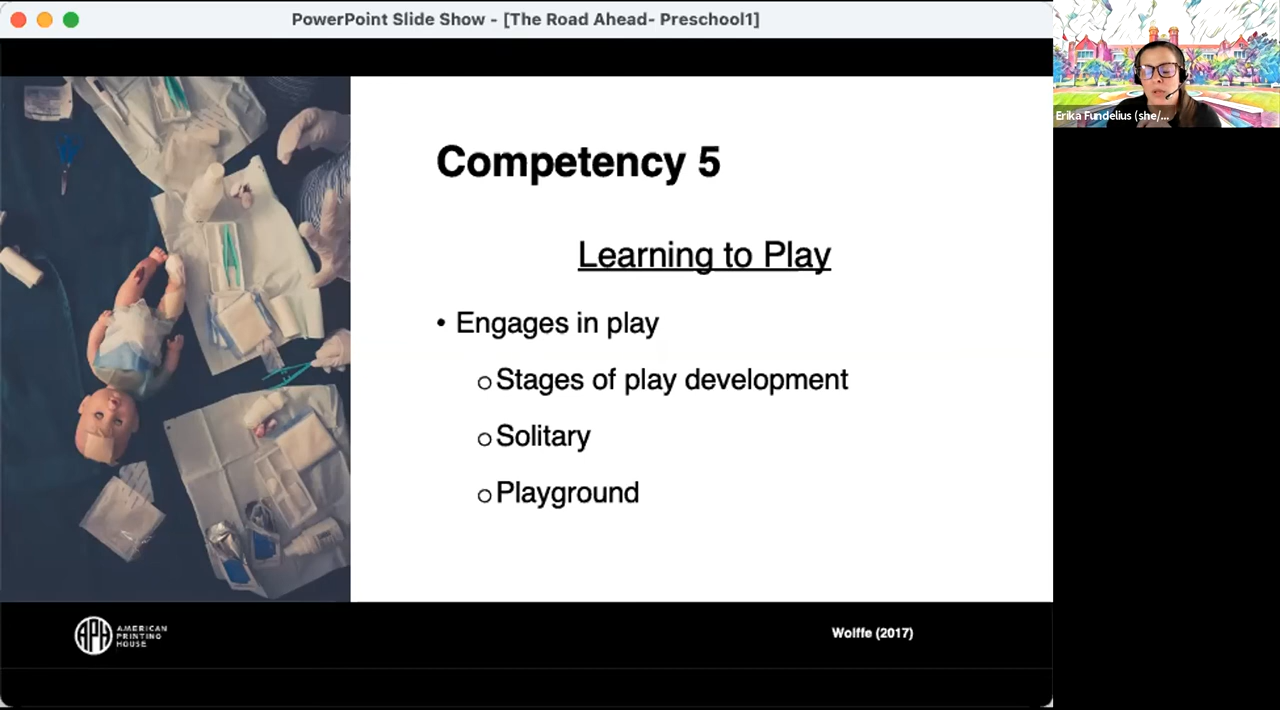 PowerPoint Slide Show - [The Road Ahead- Preschool1]
Erika Fundelius (she/...
Competency 5
Learning to Play
• Engages in play
○ Stages of play development
○ Solitary
○ Playground
APH
AMERICAN
PRINTING
HOUSE
Wolffe (2017)